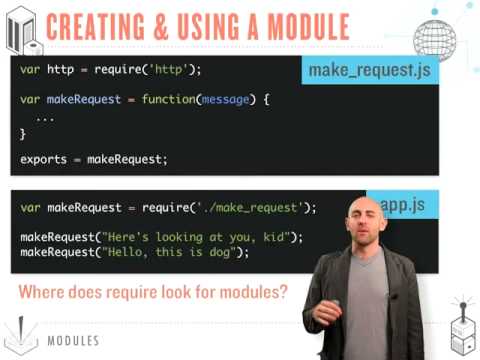 CREATING & USING A MODULE
make_request.js
var http = require('http');
var makeRequest = function(message) {
...
}
exports = makeRequest;
app.js
var makeRequest = require('./make_request');
makeRequest("Here's looking at you, kid");
makeRequest("Hello, this is dog");
Where does require look for modules?
MODULES